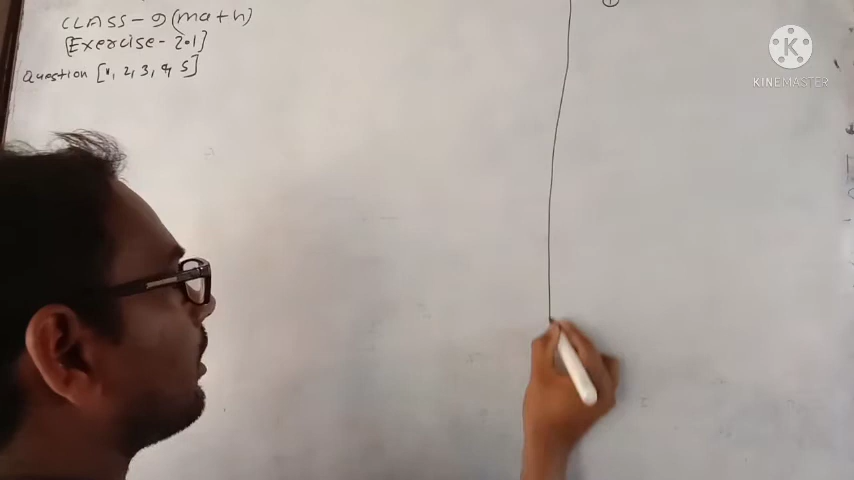 CLASS-9 (math)
[Exercise-2.1]
Question [1, 2, 3, 4, 5]
K
KINEMASTER